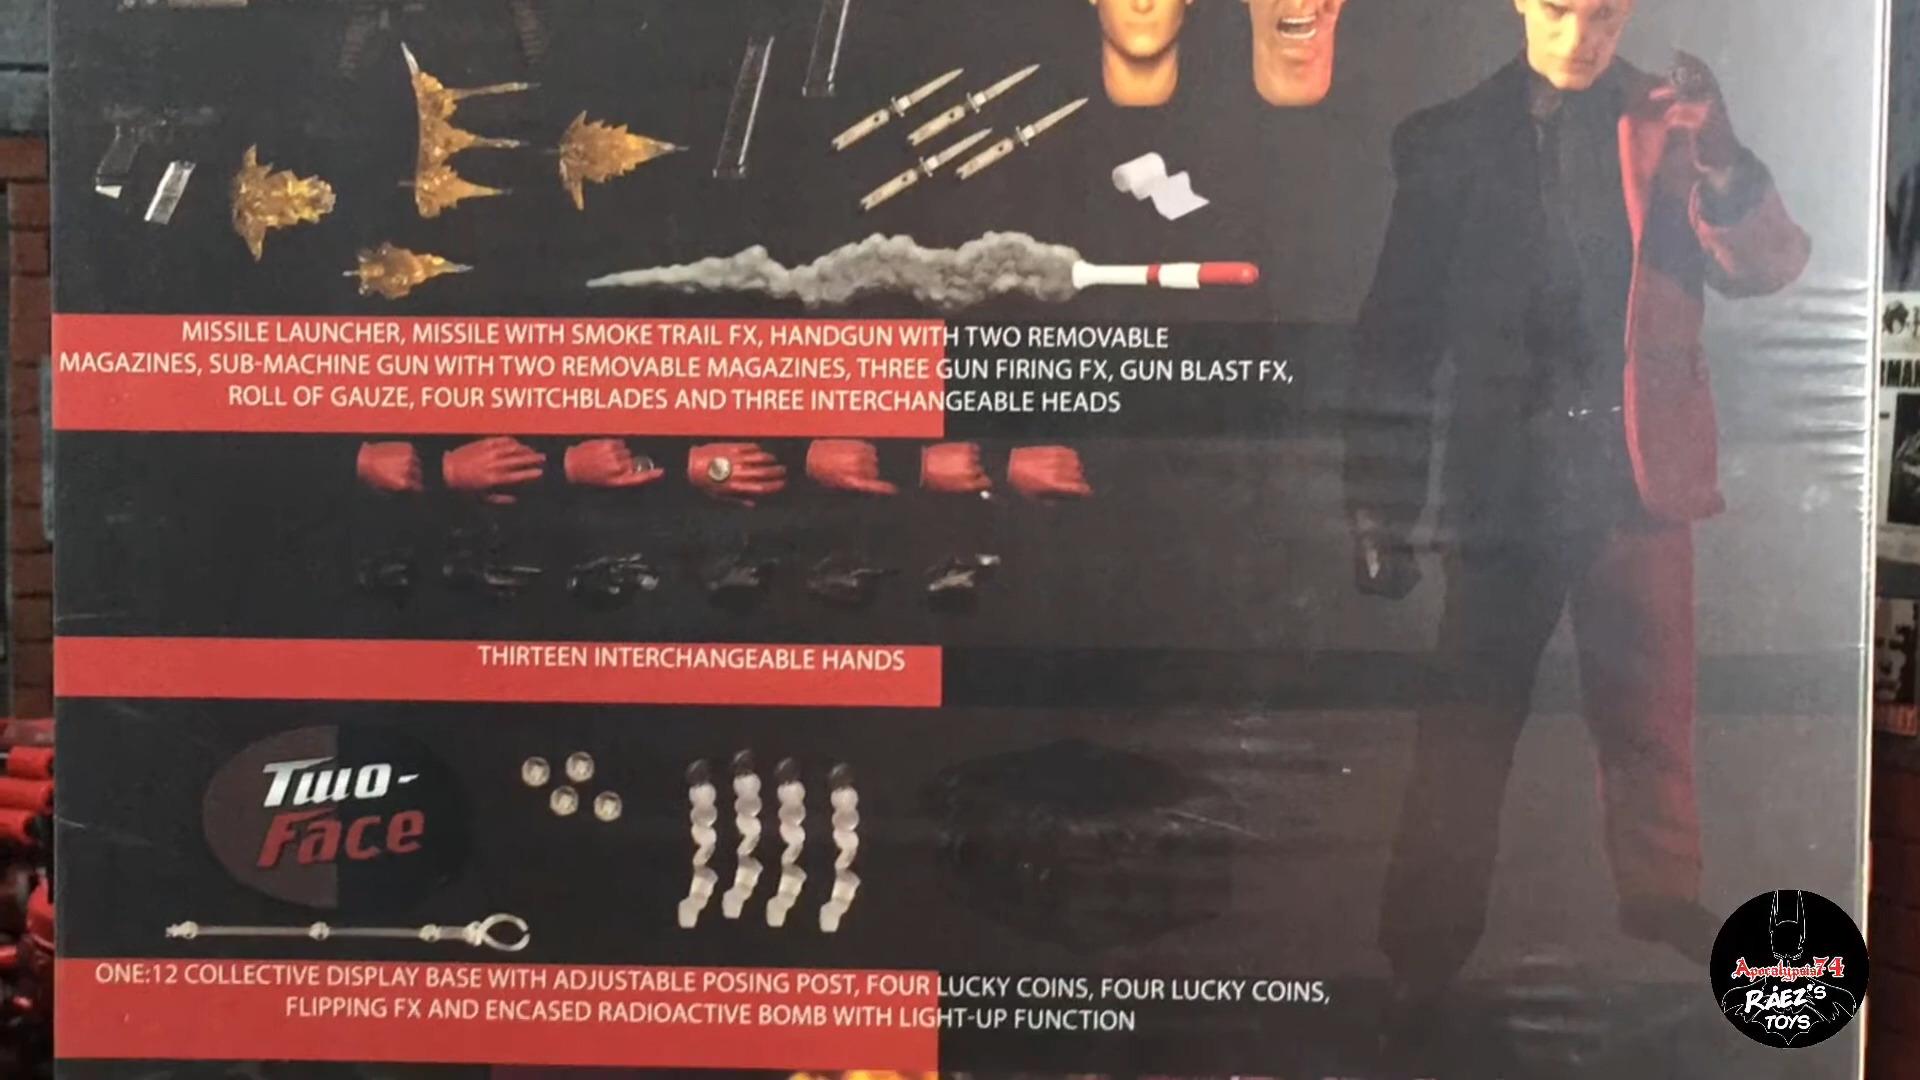 MISSILE LAUNCHER, MISSILE WITH SMOKE TRAIL FX, HANDGUN WITH TWO REMOVABLE
MAGAZINES, SUB-MACHINE GUN WITH TWO REMOVABLE MAGAZINES, THREE GUN FIRING FX, GUN BLAST FX,
ROLL OF GAUZE, FOUR SWITCHBLADES AND THREE INTERCHANGEABLE HEADS
THIRTEEN INTERCHANGEABLE HANDS
Two-
Face
ONE:12 COLLECTIVE DISPLAY BASE WITH ADJUSTABLE POSING POST, FOUR LUCKY COINS, FOUR LUCKY COINS,
FLIPPING FX AND ENCASED RADIOACTIVE BOMB WITH LIGHT-UP FUNCTION
Apocalypsis74
RÁEZ'S
TOYS